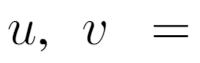 u, v =